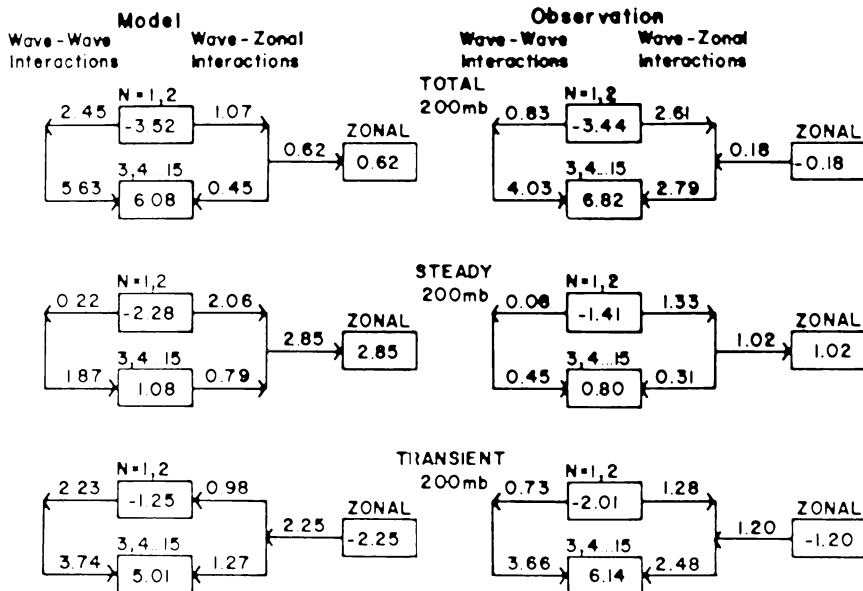 Model
Observation
Wave-Wave Interactions
Wave-Zonal Interactions
Wave-Wave Interactions
Wave-Zonal Interactions
TOTAL
200mb
N=1,2
2.45
-3.52
1.07
3,4...15
5.63
6.08
0.45
0.62
ZONAL
0.62
N=1,2
0.83
-3.44
2.61
3,4...15
4.03
6.82
2.79
0.18
ZONAL
-0.18
STEADY
200mb
N=1,2
0.22
-2.28
2.06
3,4...15
1.87
1.08
0.79
2.85
ZONAL
2.85
N=1,2
0.08
-1.41
1.33
3,4...15
0.45
0.80
0.31
1.02
ZONAL
1.02
TRANSIENT
200mb
N=1,2
2.23
-1.25
0.98
3,4...15
3.74
5.01
1.27
2.25
ZONAL
-2.25
N=1,2
0.73
-2.01
1.28
3,4...15
3.66
6.14
2.48
1.20
ZONAL
-1.20